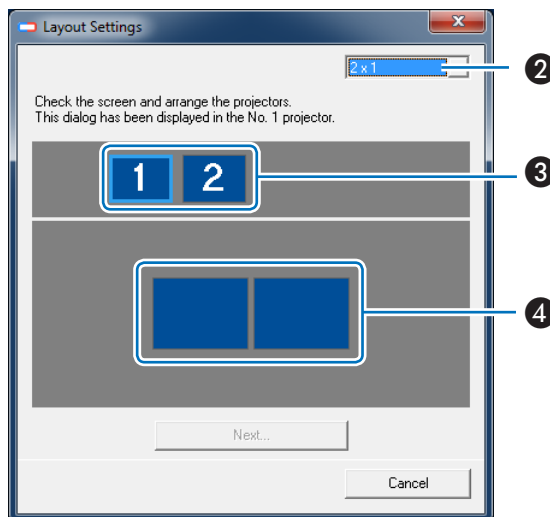 Layout Settings
2 x 1
2
Check the screen and arrange the projectors.
This dialog has been displayed in the No. 1 projector.
1 2
3
4
Next...
Cancel